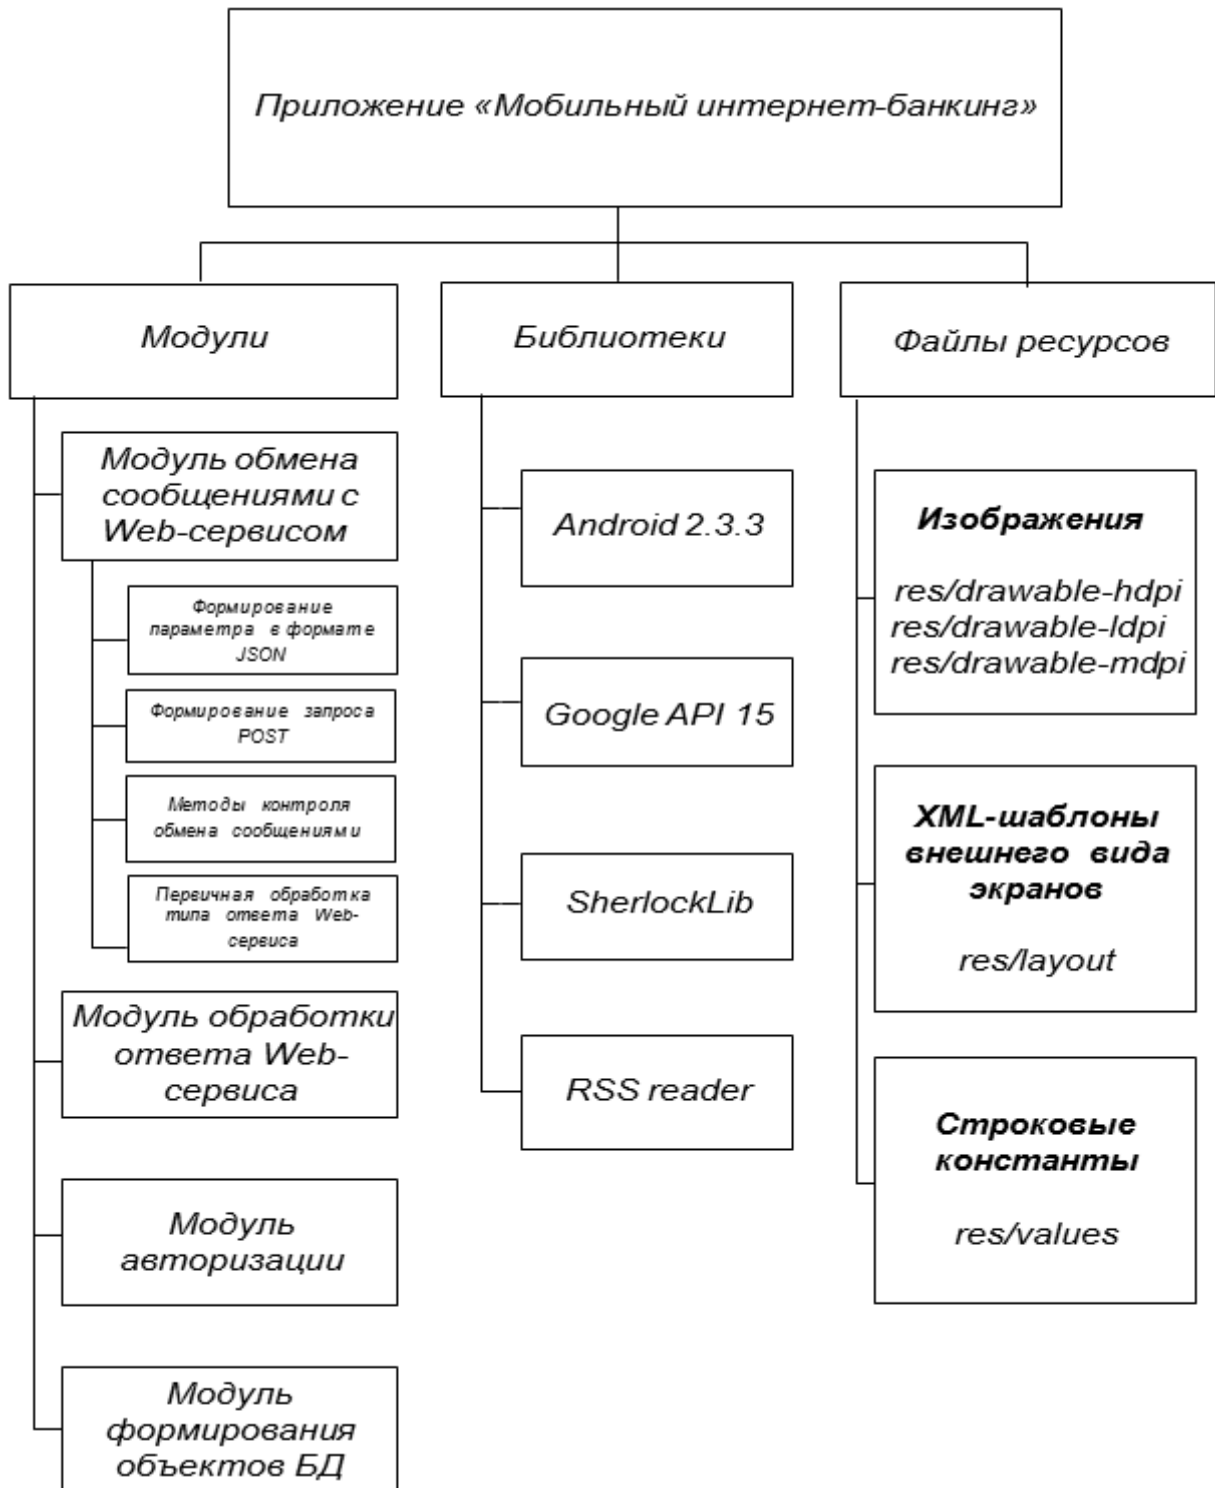 Приложение «Мобильный интернет-банкинг»
Модули
Модуль обмена
сообщениями с
Web-сервисом
Формирование
параметра в формате
JSON
Формирование запроса
POST
Методы контроля
обмена сообщениями
Первичная обработка
типа ответа Web-
сервиса
Модуль обработки
ответа Web-
сервиса
Модуль
авторизации
Модуль
формирования
объектов БД
Библиотеки
Android 2.3.3
Google API 15
SherlockLib
RSS reader
Файлы ресурсов
Изображения
res/drawable-hdpi
res/drawable-ldpi
res/drawable-mdpi
XML-шаблоны
внешнего вида
экранов
res/layout
Строковые
константы
res/values